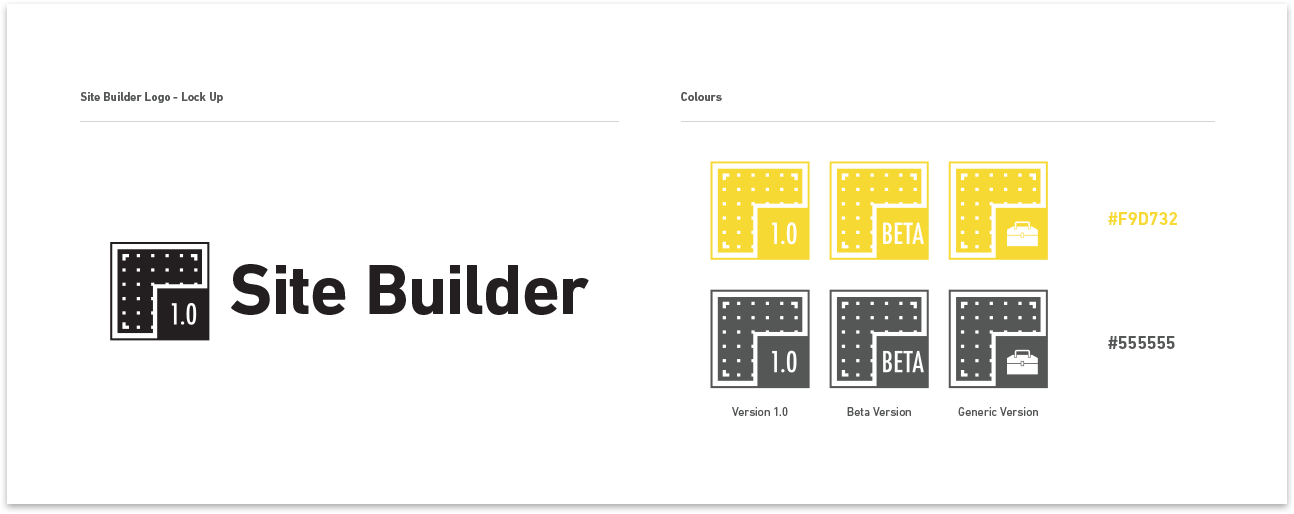 Site Builder Logo - Lock Up
1.0
Site Builder
Colours
1.0
BETA
#F9D732
1.0
BETA
#555555
Version 1.0
Beta Version
Generic Version